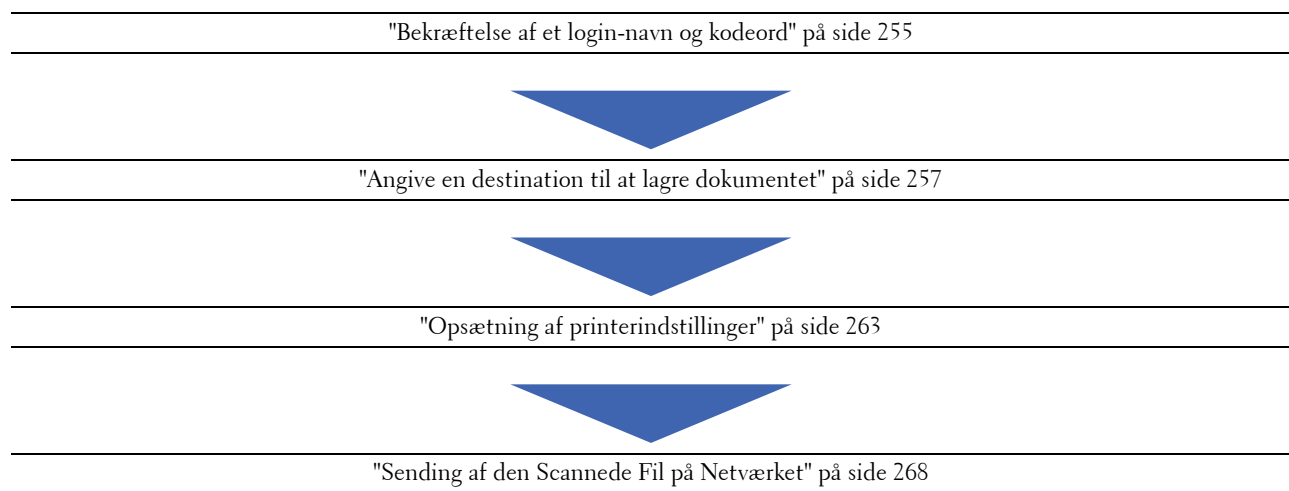 "Bekræftelse af et login-navn og kodeord" på side 255
"Angive en destination til at lagre dokumentet" på side 257
"Opsætning af printerindstillinger" på side 263
"Sending af den Scannede Fil på Netværket" på side 268